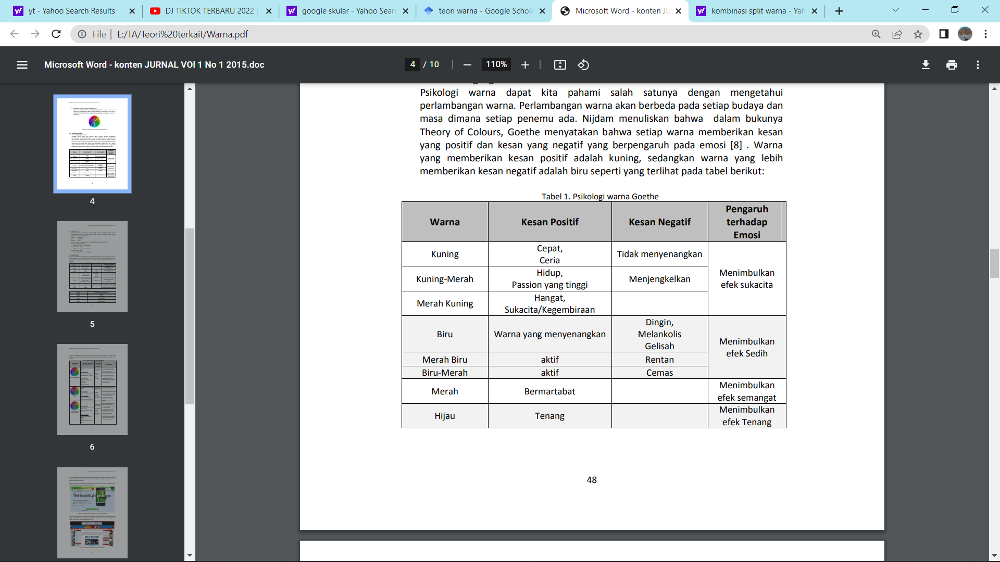 yt - Yahoo Search Results
DJ TIKTOK TERBARU 2022 |
google skular - Yahoo Searc
teori warna - Google Schola
Microsoft Word - konten JU
kombinasi split warna - Yah
File | E:/TA/Teori%20terkait/Warna.pdf
Microsoft Word - konten JURNAL VOl 1 No 1 2015.doc
4 / 10
110%
Psikologi warna dapat kita pahami salah satunya dengan mengetahui
perlambangan warna. Perlambangan warna akan berbeda pada setiap budaya dan
masa dimana setiap penemu ada. Nijdam menuliskan bahwa dalam bukunya
Theory of Colours, Goethe menyatakan bahwa setiap warna memberikan kesan
yang positif dan kesan yang negatif yang berpengaruh pada emosi [8] . Warna
yang memberikan kesan positif adalah kuning, sedangkan warna yang lebih
memberikan kesan negatif adalah biru seperti yang terlihat pada tabel berikut:
Tabel 1. Psikologi warna Goethe
Warna
Kesan Positif
Kesan Negatif
Pengaruh
terhadap
Emosi
Kuning
Cepat,
Ceria
Tidak menyenangkan
Menimbulkan
efek sukacita
Kuning-Merah
Hidup,
Passion yang tinggi
Menjengkelkan
Merah Kuning
Hangat,
Sukacita/Kegembiraan
Biru
Warna yang menyenangkan
Dingin,
Melankolis
Gelisah
Menimbulkan
efek Sedih
Merah Biru
aktif
Rentan
Biru-Merah
aktif
Cemas
Merah
Bermartabat
Menimbulkan
efek semangat
Hijau
Tenang
Menimbulkan
efek Tenang
48
4
5
6